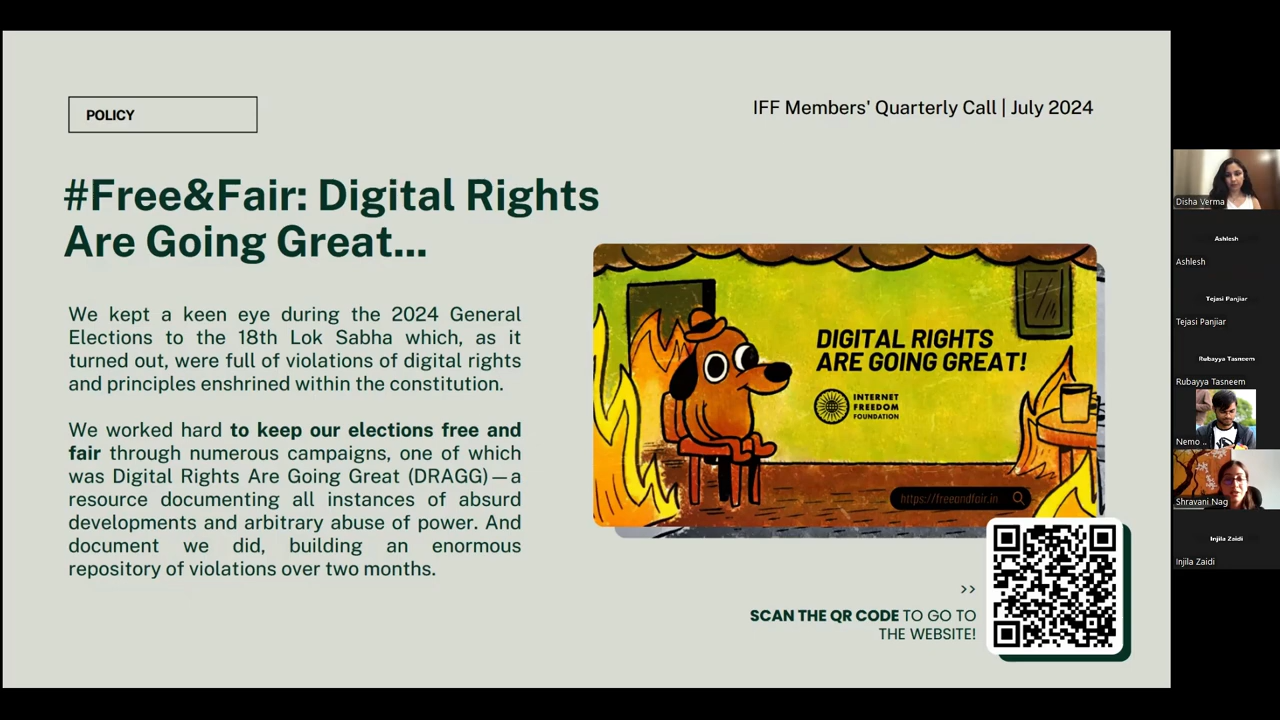 POLICY
IFF Members' Quarterly Call | July 2024
#Free&Fair: Digital Rights
Are Going Great...
We kept a keen eye during the 2024 General
Elections to the 18th Lok Sabha which, as it
turned out, were full of violations of digital rights
and principles enshrined within the constitution.
We worked hard to keep our elections free and
fair through numerous campaigns, one of which
was Digital Rights Are Going Great (DRAGG)—a
resource documenting all instances of absurd
developments and arbitrary abuse of power. And
document we did, building an enormous
repository of violations over two months.
DIGITAL RIGHTS
ARE GOING GREAT!
INTERNET
FREEDOM
FOUNDATION
https://freeandfair.in
>>
SCAN THE QR CODE TO GO TO
THE WEBSITE!
Disha Verma
Ashlesh
Ashlesh
Tejasi Panjiar
Tejasi Panjiar
Rubayya Tasneem
Rubayya Tasneem
Nemo ..
Shravani Nag
Injila Zaidi
Injila Zaidi